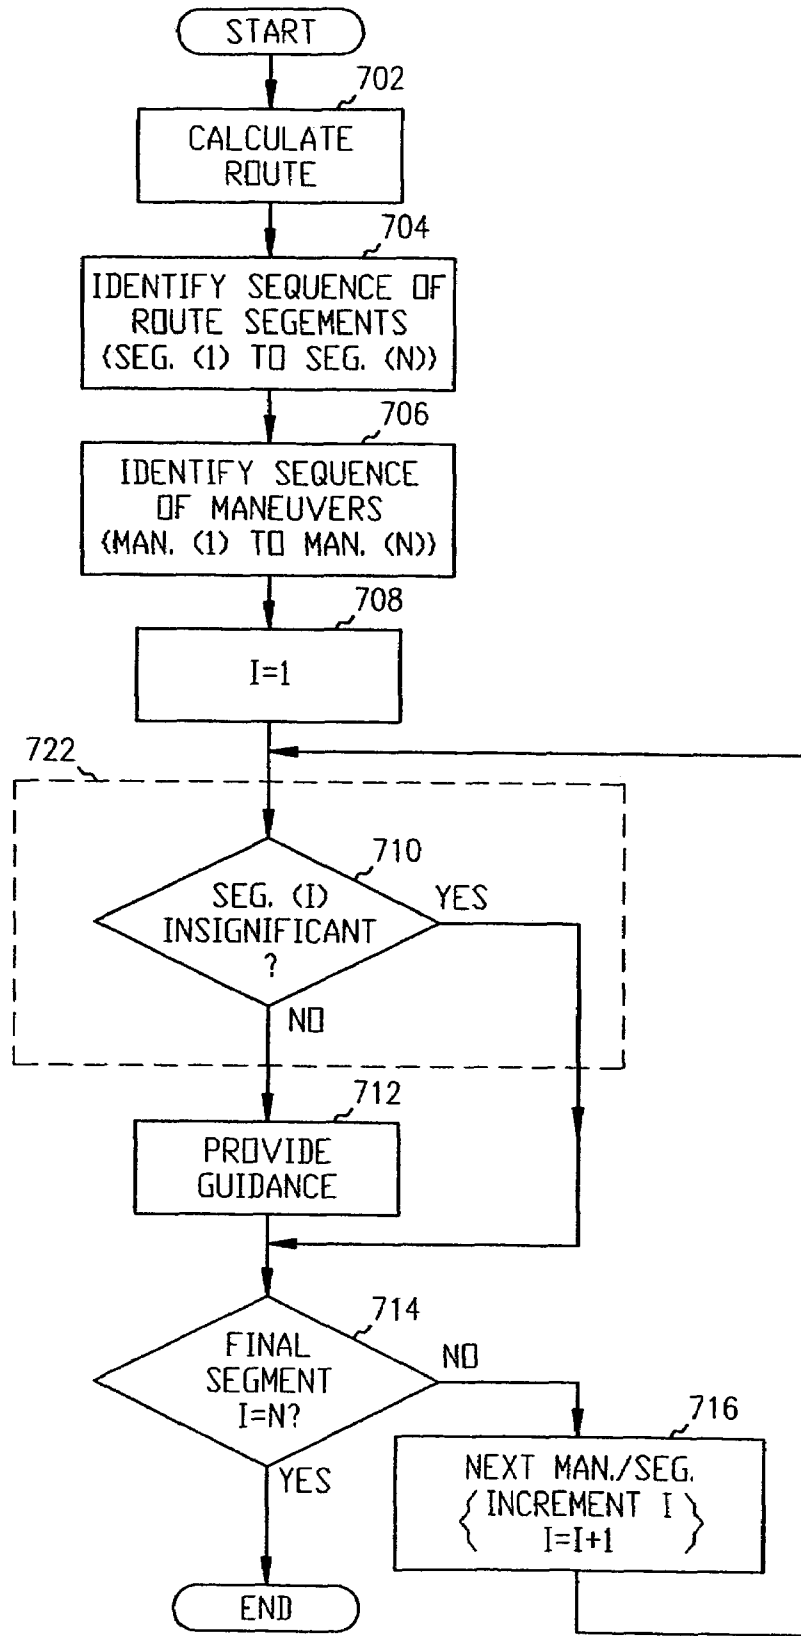 START
702
CALCULATE
ROUTE
704
IDENTIFY SEQUENCE OF
ROUTE SEGEMENTS
(SEG. (1) TO SEG. (N))
706
IDENTIFY SEQUENCE
OF MANEUVERS
(MAN. (1) TO MAN. (N))
708
I=1
722
710
SEG. (I)
INSIGNIFICANT
?
YES
NO
712
PROVIDE
GUIDANCE
714
FINAL
SEGMENT
I=N?
NO
YES
716
NEXT MAN./SEG.
{ INCREMENT I }
I=I+1
END